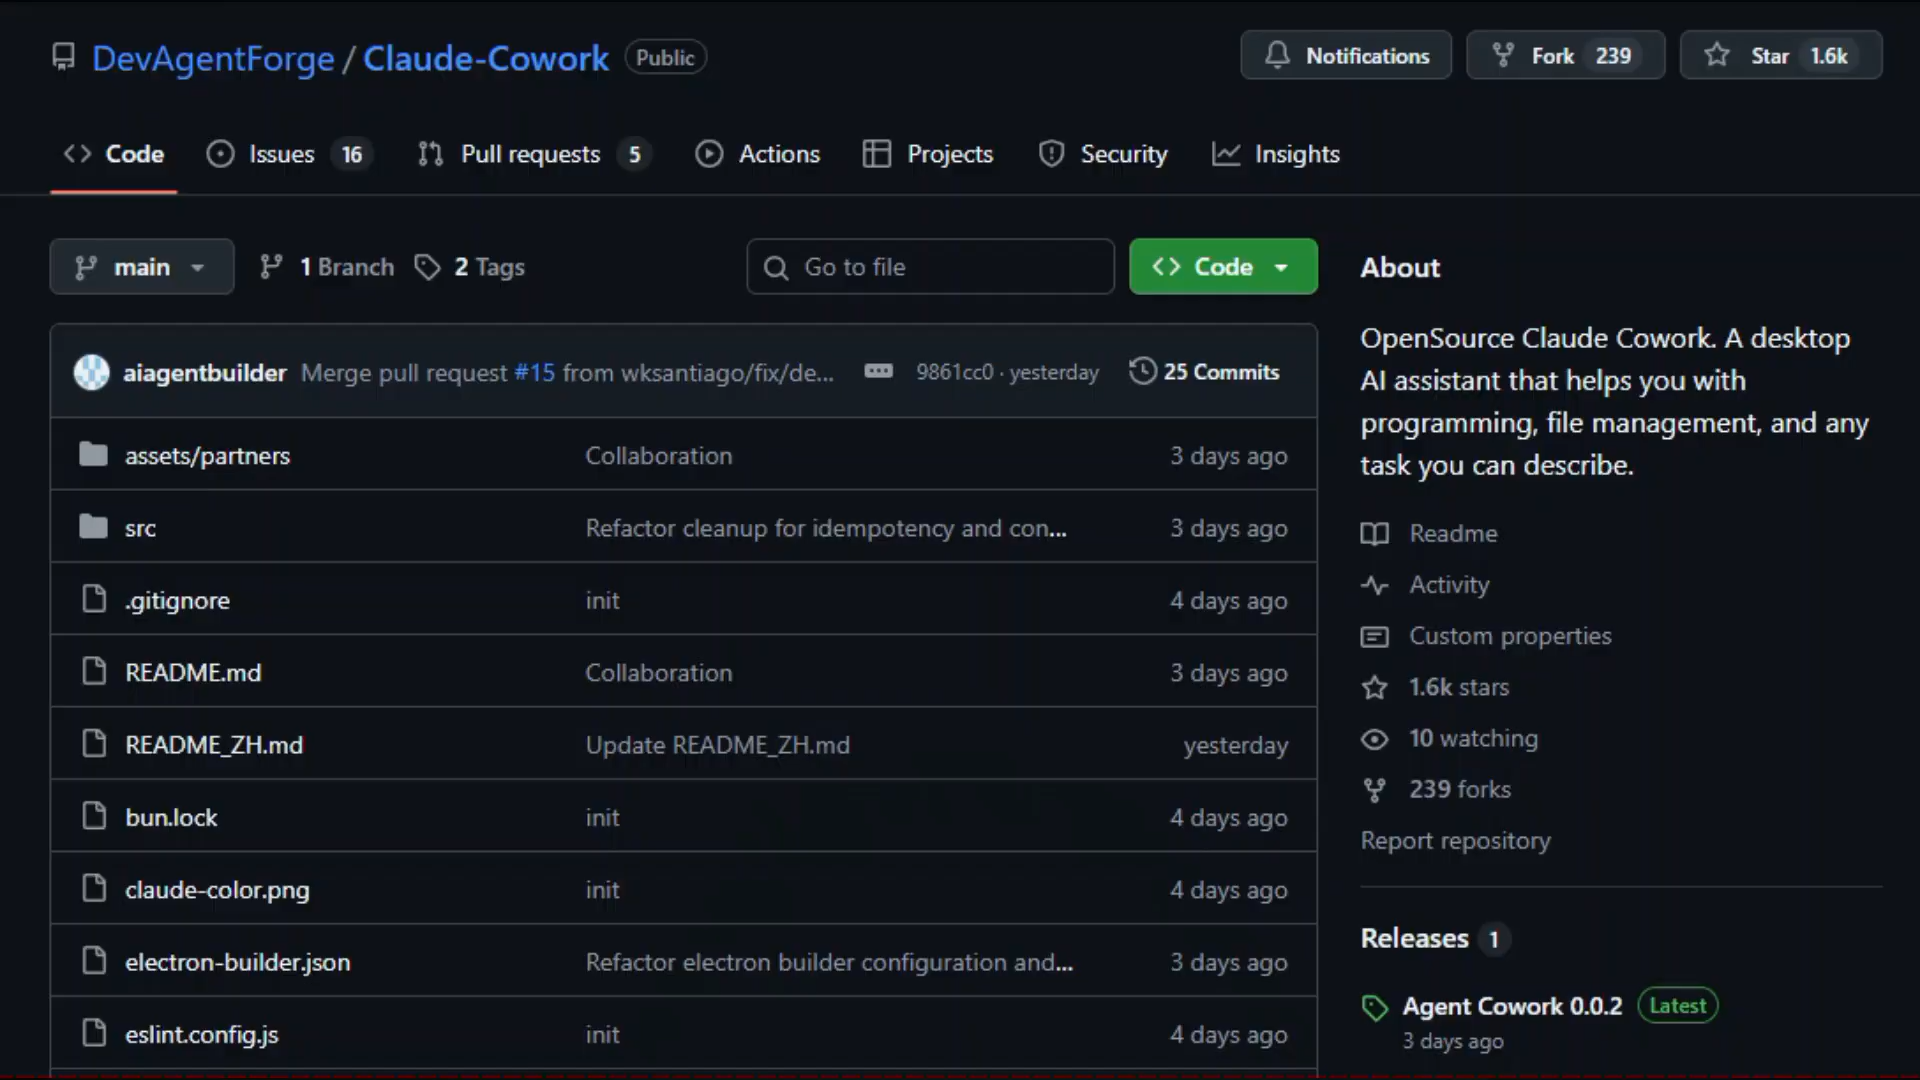 DevAgentForge / Claude-Cowork Public Notifications Fork 239 Star 1.6k
Code Issues 16 Pull requests 5 Actions Projects Security Insights
main 1 Branch 2 Tags Go to file Code
aiagentbuilder Merge pull request #15 from wksantiago/fix/de... 9861cc0 · yesterday 25 Commits
assets/partners Collaboration 3 days ago
src Refactor cleanup for idempotency and con... 3 days ago
.gitignore init 4 days ago
README.md Collaboration 3 days ago
README_ZH.md Update README_ZH.md yesterday
bun.lock init 4 days ago
claude-color.png init 4 days ago
electron-builder.json Refactor electron builder configuration and... 3 days ago
eslint.config.js init 4 days ago
About
OpenSource Claude Cowork. A desktop
AI assistant that helps you with
programming, file management, and any
task you can describe.
Readme
Activity
Custom properties
1.6k stars
10 watching
239 forks
Report repository
Releases 1
Agent Cowork 0.0.2 Latest
3 days ago